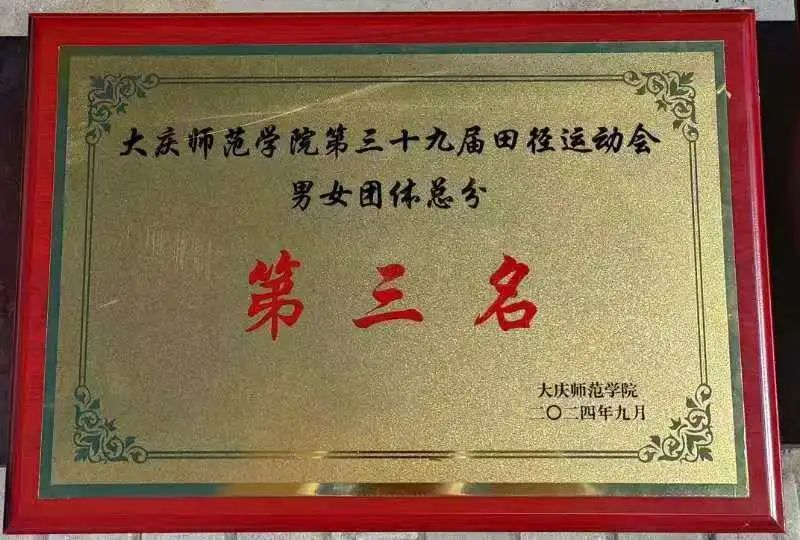 大庆师范学院第三十九届田径运动会
男女团体总分
第三名
大庆师范学院
二〇二四年九月